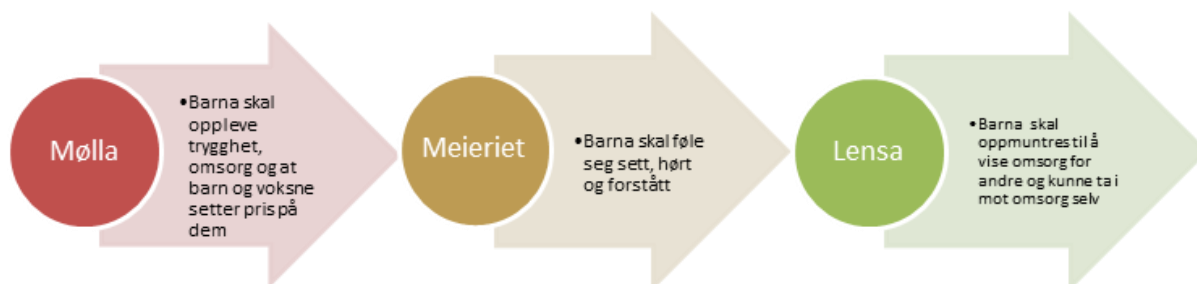 Mølla
•Barna skal
oppleve
trygghet,
omsorg og at
barn og voksne
setter pris på
dem
Meieriet
•Barna skal føle
seg sett, hørt
og forstått
Lensa
•Barna skal
oppmuntres til å
vise omsorg for
andre og kunne ta i
mot omsorg selv